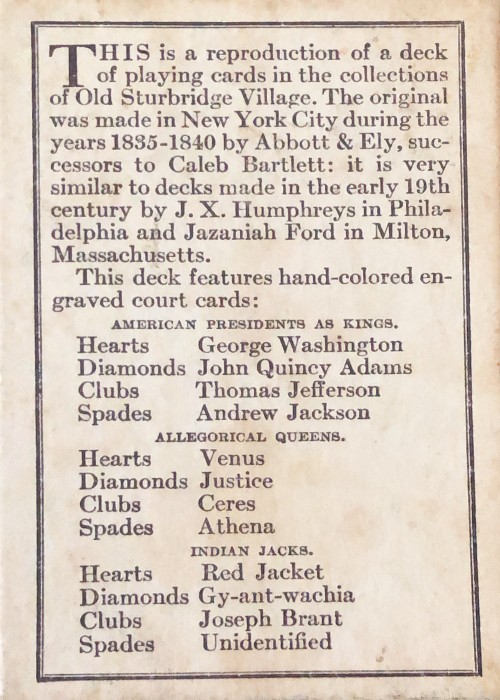 THIS is a reproduction of a deck
of playing cards in the collections
of Old Sturbridge Village. The original
was made in New York City during the
years 1835-1840 by Abbott & Ely, suc-
cessors to Caleb Bartlett: it is very
similar to decks made in the early 19th
century by J. X. Humphreys in Phila-
delphia and Jazaniah Ford in Milton,
Massachusetts.
This deck features hand-colored en-
graved court cards:
AMERICAN PRESIDENTS AS KINGS.
Hearts George Washington
Diamonds John Quincy Adams
Clubs Thomas Jefferson
Spades Andrew Jackson
ALLEGORICAL QUEENS.
Hearts Venus
Diamonds Justice
Clubs Ceres
Spades Athena
INDIAN JACKS.
Hearts Red Jacket
Diamonds Gy-ant-wachia
Clubs Joseph Brant
Spades Unidentified